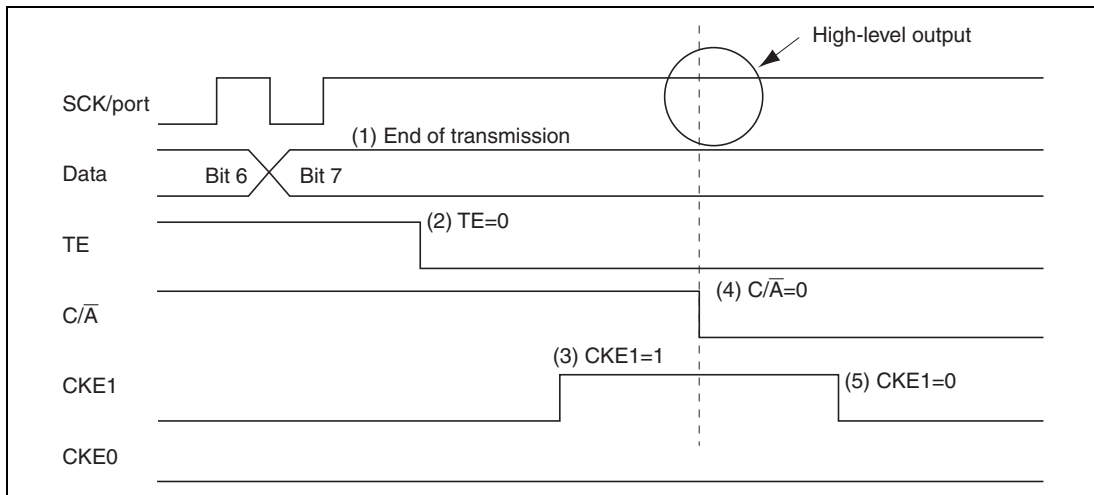 High-level output
SCK/port
(1) End of transmission
Data
Bit 6
Bit 7
(2) TE=0
TE
(4) C/A̅=0
C/A̅
(3) CKE1=1
CKE1
(5) CKE1=0
CKE0